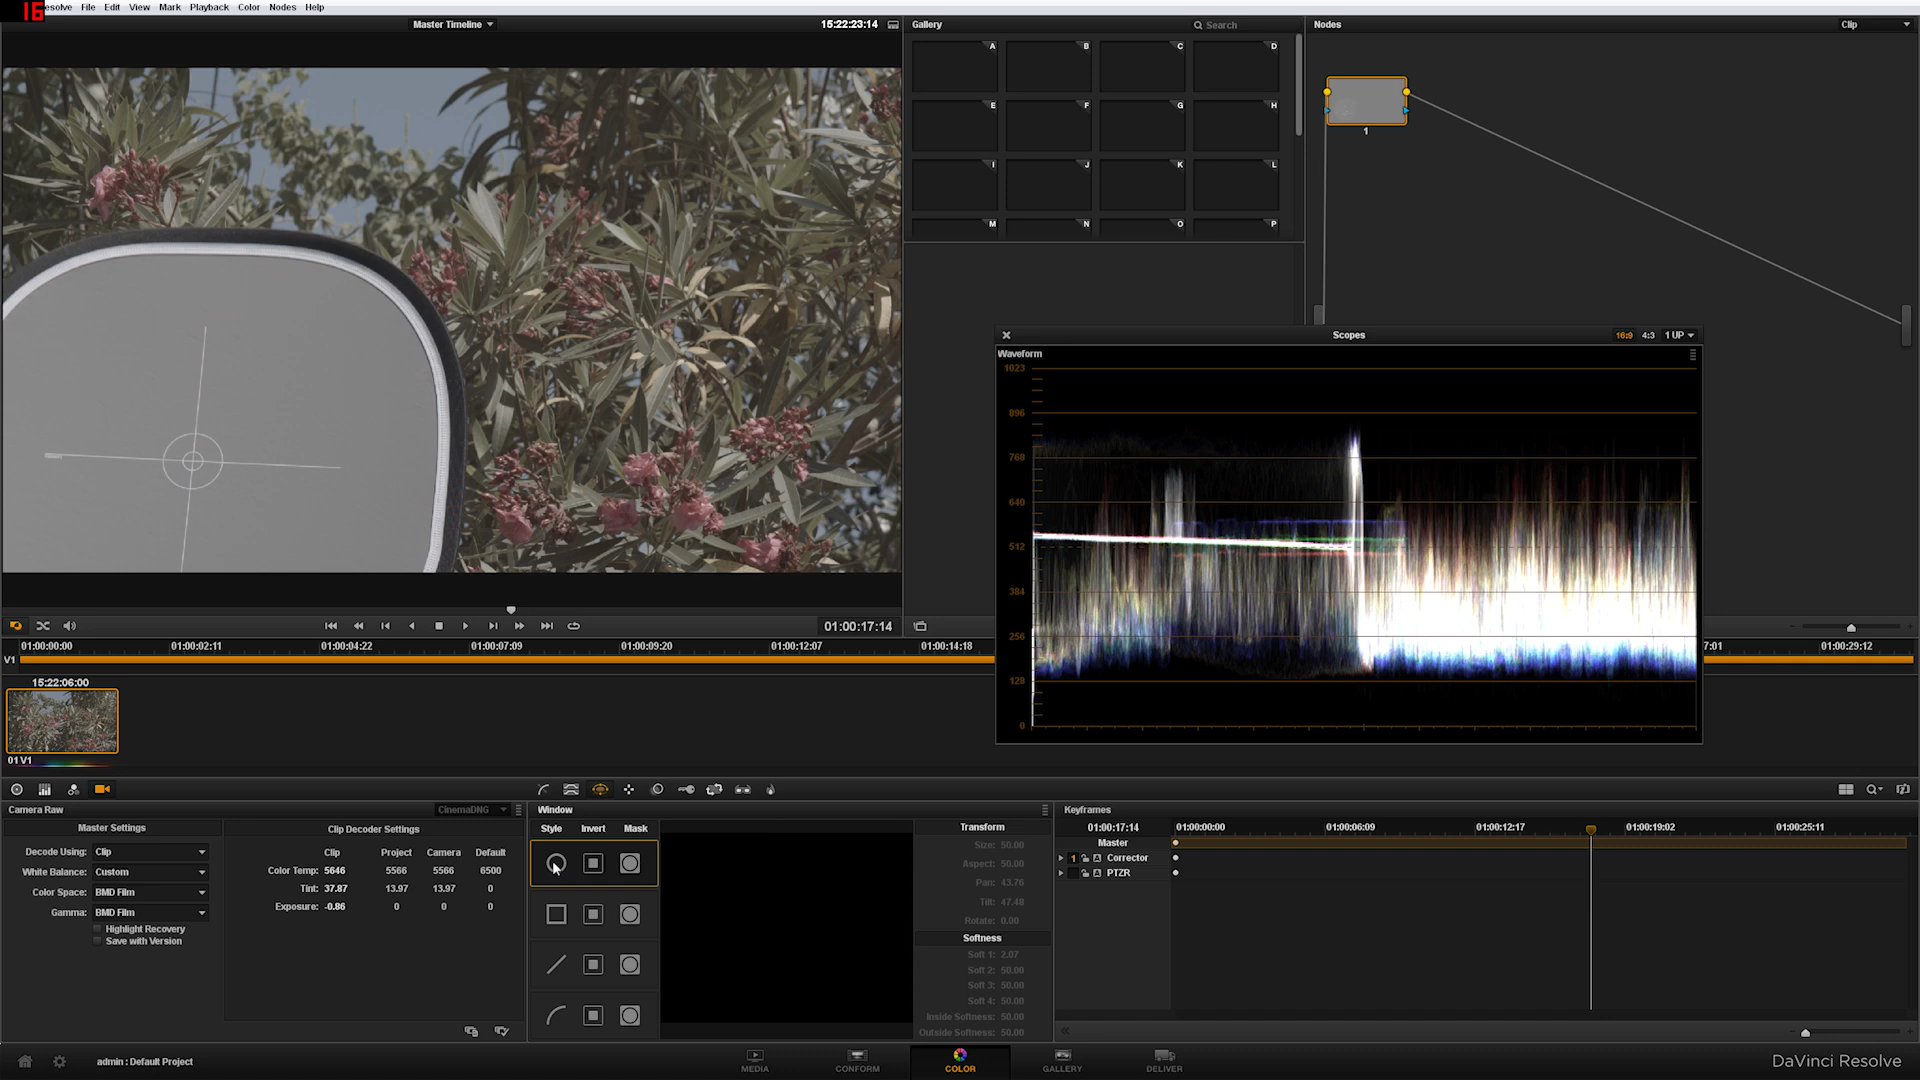 16 esolve File Edit View Mark Playback Color Nodes Help
Master Timeline 15:22:23:14 Gallery Search Nodes Clip
A B C D
E F G H
I J K L
M N O P
1
Scopes 16:9 4:3 1 UP
Waveform
1023
896
768
640
512
384
256
128
0
01:00:17:14
01:00:00:00 01:00:02:11 01:00:04:22 01:00:07:09 01:00:09:20 01:00:12:07 01:00:14:18 7:01 01:00:29:12
V1
15:22:06:00
01 V1
Camera Raw CinemaDNG
Master Settings
Decode Using: Clip
White Balance: Custom
Color Space: BMD Film
Gamma: BMD Film
Highlight Recovery
Save with Version
Clip Decoder Settings
Clip Project Camera Default
Color Temp: 5646 5566 5566 6500
Tint: 37.87 13.97 13.97 0
Exposure: -0.86 0 0 0
Window
Style Invert Mask
Transform
Size: 50.00
Aspect: 50.00
Pan: 43.76
Tilt: 47.48
Rotate: 0.00
Softness
Soft 1: 2.07
Soft 2: 50.00
Soft 3: 50.00
Soft 4: 50.00
Inside Softness: 50.00
Outside Softness: 50.00
Keyframes
01:00:17:14 01:00:00:00 01:00:06:09 01:00:12:17 01:00:19:02 01:00:25:11
Master
1 A Corrector
A PTZR
admin : Default Project
MEDIA CONFORM COLOR GALLERY DELIVER
DaVinci Resolve